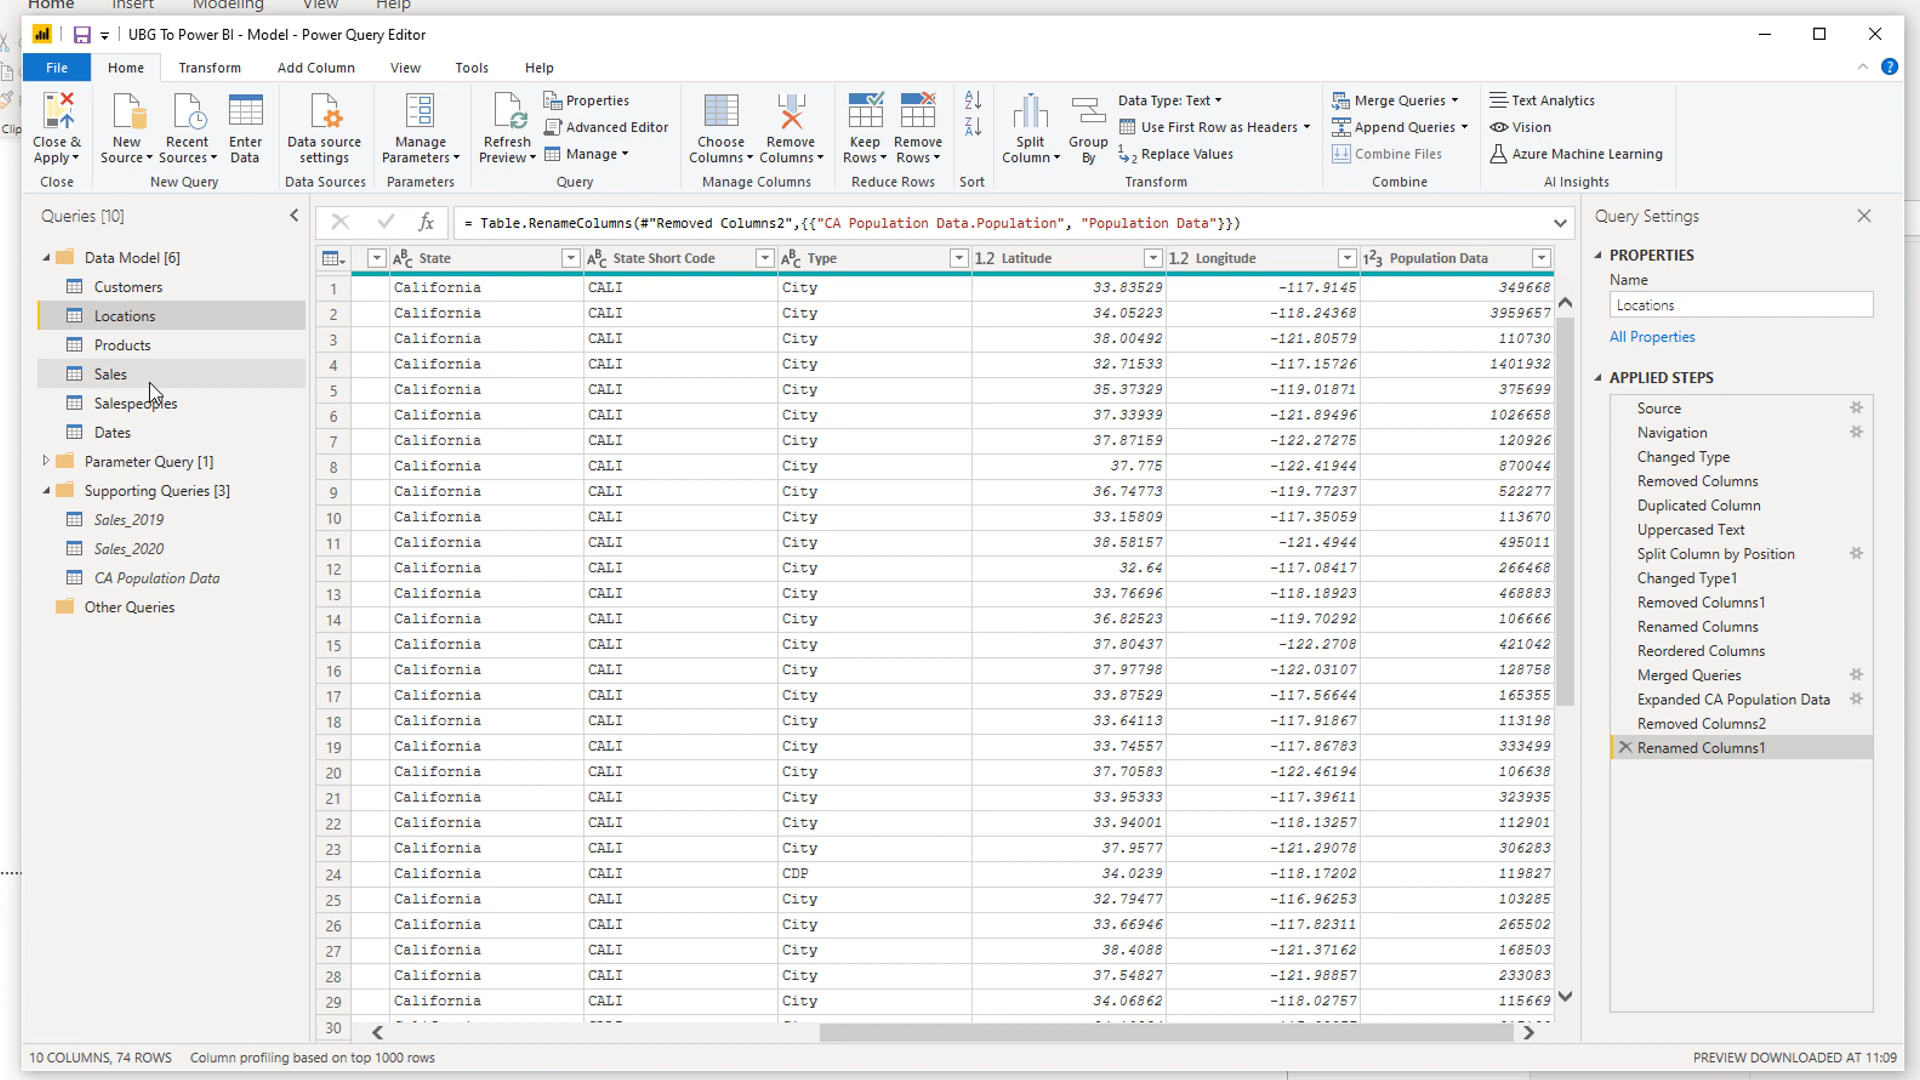 Home Insert Modeling View Help
UBG To Power BI - Model - Power Query Editor
File Home Transform Add Column View Tools Help
Close & Apply
New Source
Recent Sources
Enter Data
Data source settings
Manage Parameters
Refresh Preview
Properties
Advanced Editor
Manage
Choose Columns
Remove Columns
Keep Rows
Remove Rows
Split Column
Group By
Data Type: Text
Use First Row as Headers
Replace Values
Merge Queries
Append Queries
Combine Files
Text Analytics
Vision
Azure Machine Learning
Close New Query Data Sources Parameters Query Manage Columns Reduce Rows Sort Transform Combine AI Insights
Clip
Queries [10]
Data Model [6]
Customers
Locations
Products
Sales
Salespeoples
Dates
Parameter Query [1]
Supporting Queries [3]
Sales_2019
Sales_2020
CA Population Data
Other Queries
fx = Table.RenameColumns(#"Removed Columns2",{{"CA Population Data.Population", "Population Data"}})
ABC State ABC State Short Code ABC Type 1.2 Latitude 1.2 Longitude 123 Population Data
1 California CALI City 33.83529 -117.9145 349668
2 California CALI City 34.05223 -118.24368 3959657
3 California CALI City 38.00492 -121.80579 110730
4 California CALI City 32.71533 -117.15726 1401932
5 California CALI City 35.37329 -119.01871 375699
6 California CALI City 37.33939 -121.89496 1026658
7 California CALI City 37.87159 -122.27275 120926
8 California CALI City 37.775 -122.41944 870044
9 California CALI City 36.74773 -119.77237 522277
10 California CALI City 33.15809 -117.35059 113670
11 California CALI City 38.58157 -121.4944 495011
12 California CALI City 32.64 -117.08417 266468
13 California CALI City 33.76696 -118.18923 468883
14 California CALI City 36.82523 -119.70292 106666
15 California CALI City 37.80437 -122.2708 421042
16 California CALI City 37.97798 -122.03107 128758
17 California CALI City 33.87529 -117.56644 165355
18 California CALI City 33.64113 -117.91867 113198
19 California CALI City 33.74557 -117.86783 333499
20 California CALI City 37.70583 -122.46194 106638
21 California CALI City 33.95333 -117.39611 323935
22 California CALI City 33.94001 -118.13257 112901
23 California CALI City 37.9577 -121.29078 306283
24 California CALI CDP 34.0239 -118.17202 119827
25 California CALI City 32.79477 -116.96253 103285
26 California CALI City 33.66946 -117.82311 265502
27 California CALI City 38.4088 -121.37162 168503
28 California CALI City 37.54827 -121.98857 233083
29 California CALI City 34.06862 -118.02757 115669
30
Query Settings
PROPERTIES
Name
Locations
All Properties
APPLIED STEPS
Source
Navigation
Changed Type
Removed Columns
Duplicated Column
Uppercased Text
Split Column by Position
Changed Type1
Removed Columns1
Renamed Columns
Reordered Columns
Merged Queries
Expanded CA Population Data
Removed Columns2
Renamed Columns1
10 COLUMNS, 74 ROWS Column profiling based on top 1000 rows PREVIEW DOWNLOADED AT 11:09